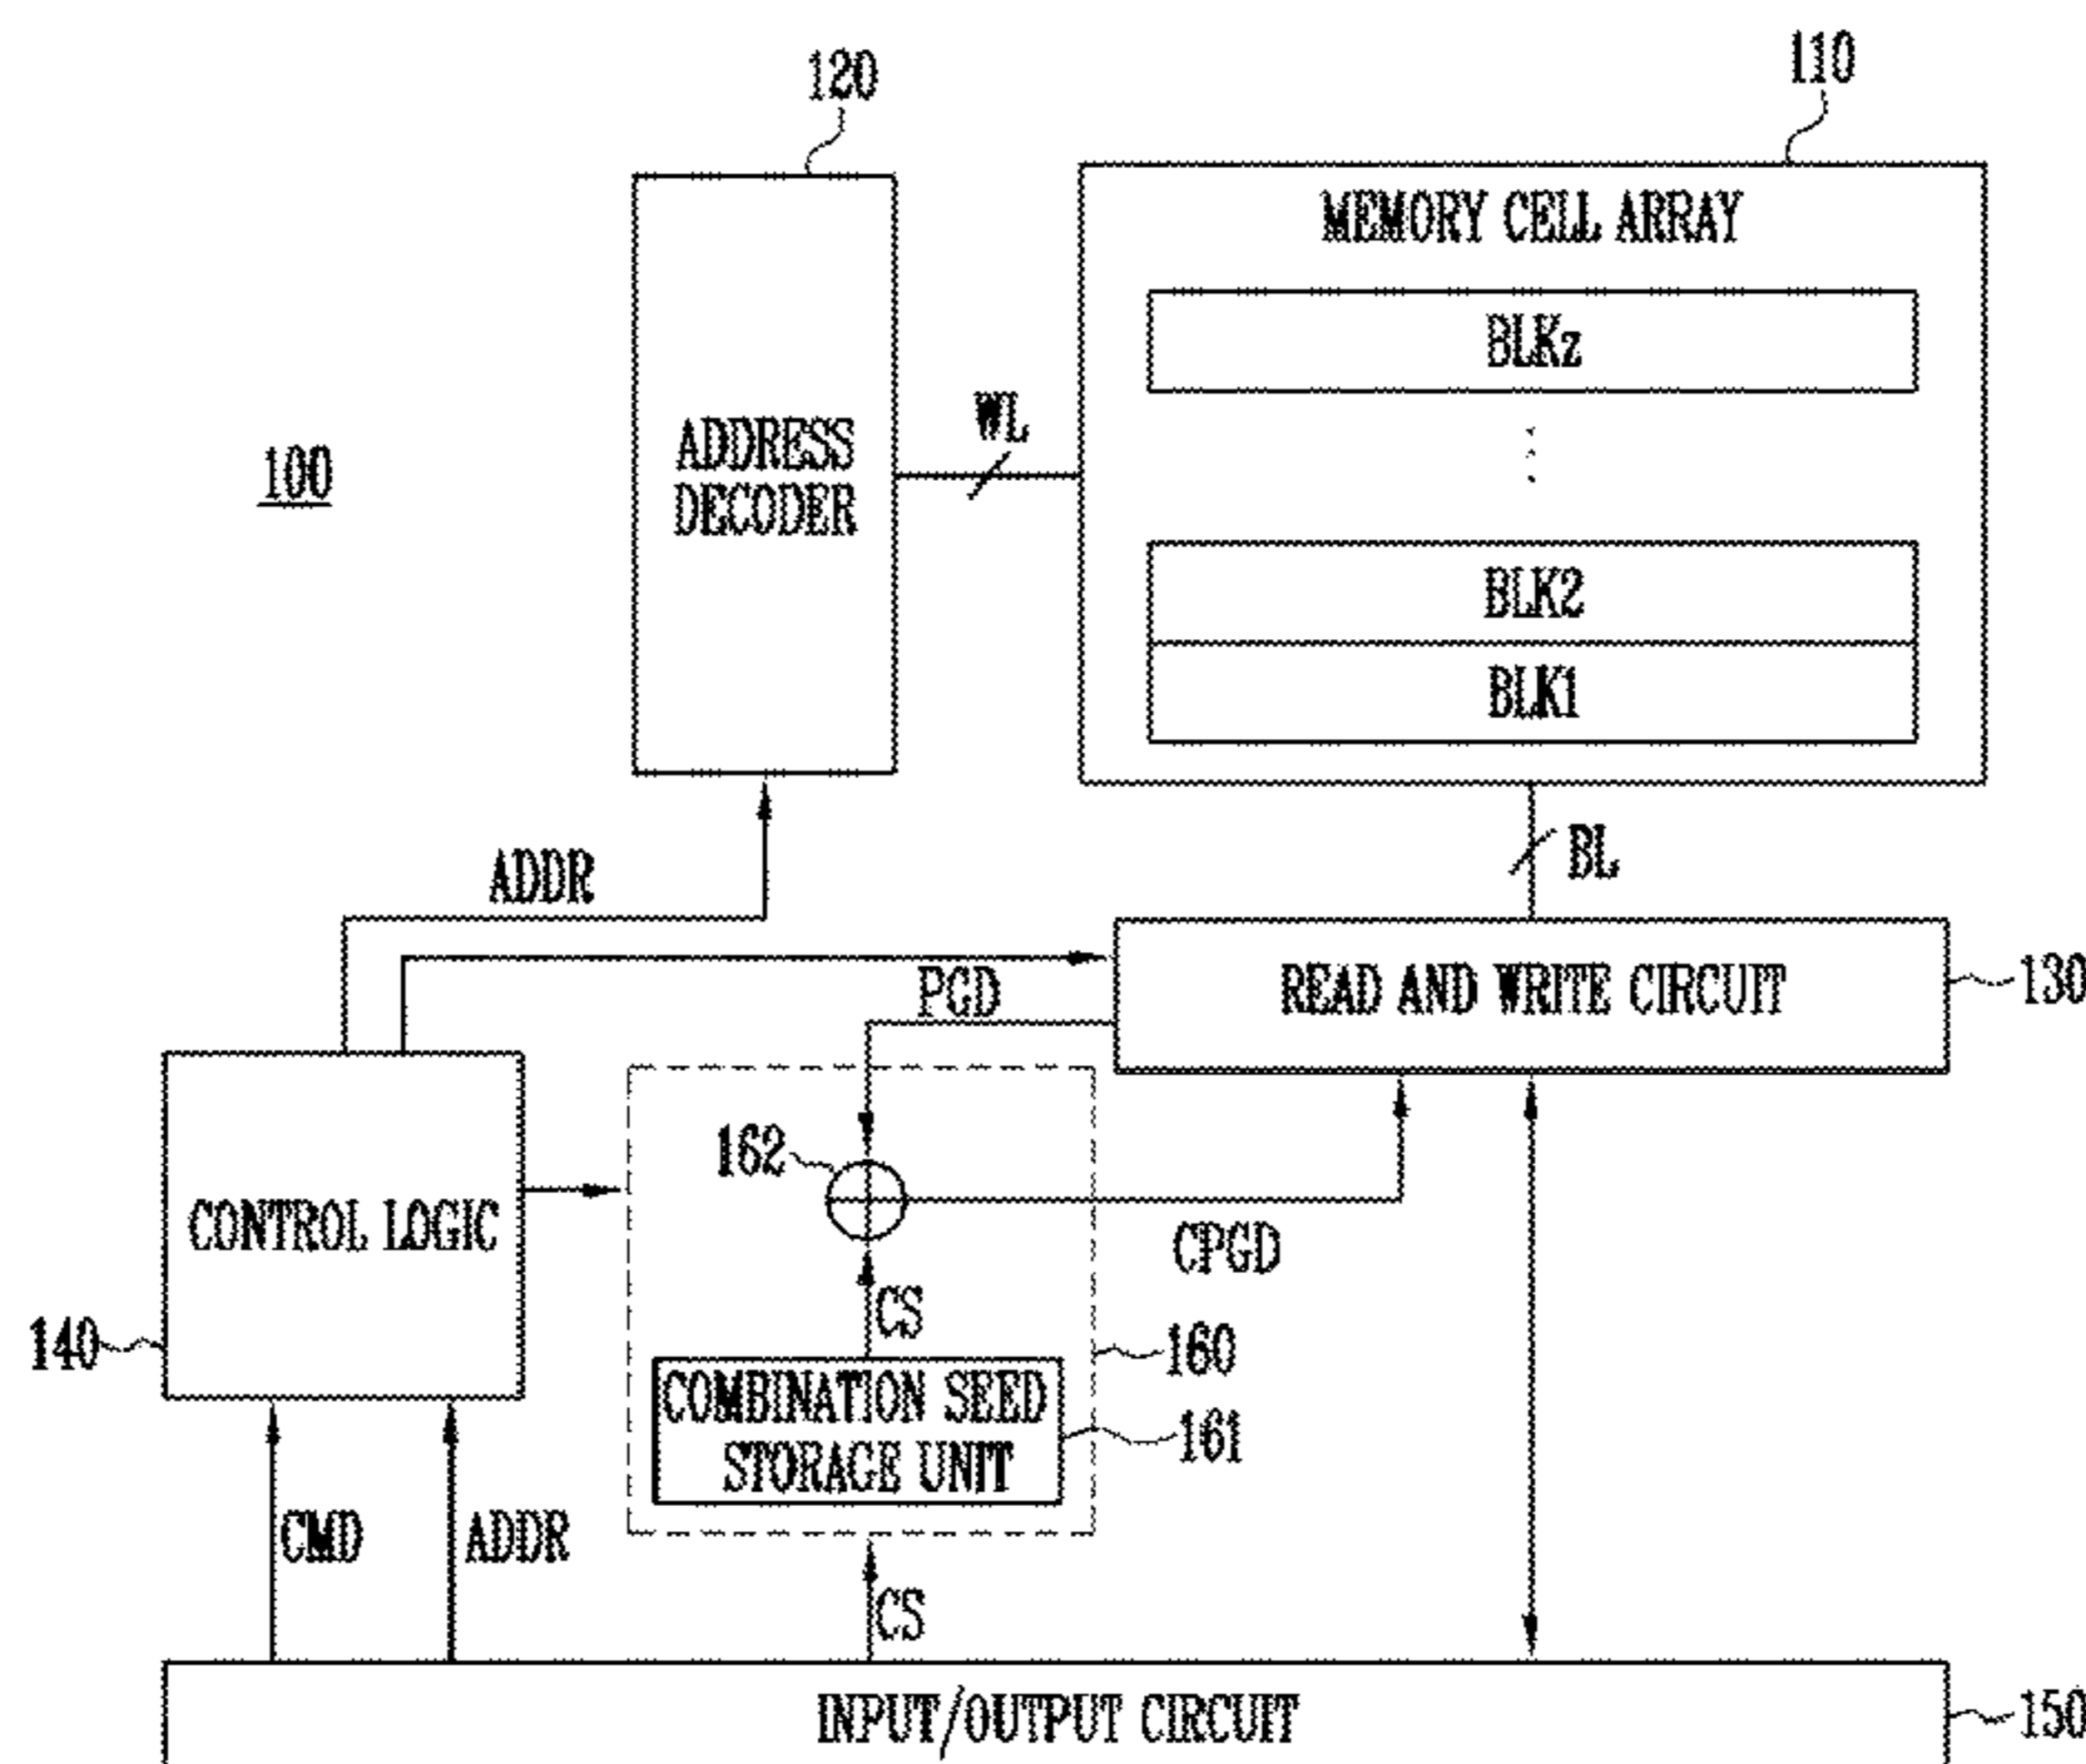 120
110
MEMORY CELL ARRAY
BLKz
WL
ADDRESS
DECODER
100
BLK2
BLK1
ADDR
BL
PGD
READ AND WRITE CIRCUIT
130
162
CONTROL LOGIC
CPGD
CS
140
160
COMBINATION SEED
STORAGE UNIT
161
CMD
ADDR
CS
INPUT/OUTPUT CIRCUIT
150